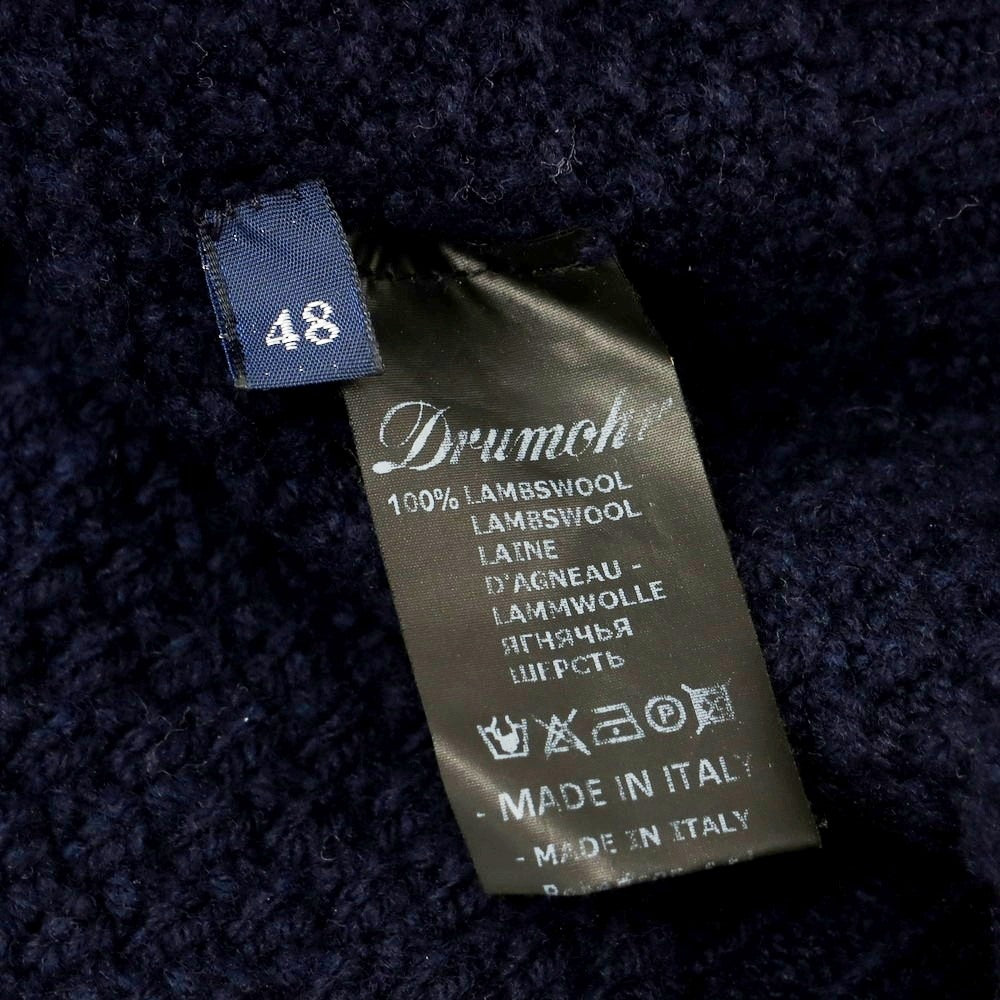 48
Drumohr
100% LAMBSWOOL
LAMBSWOOL
LAINE
D'AGNEAU -
LAMMWOLLE
ЯГНЯЧЬЯ
ШЕРСТЬ
- MADE IN ITALY
- MADE IN ITALY